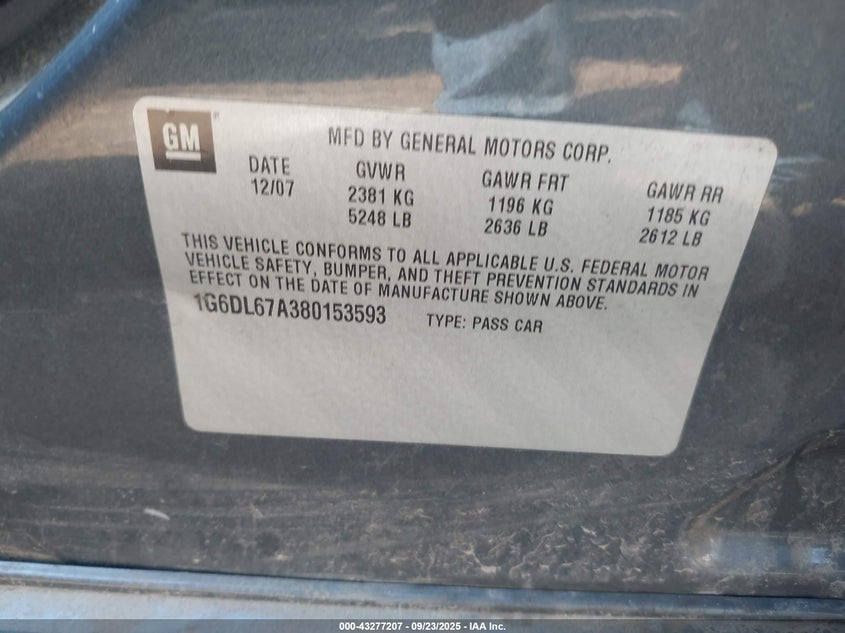 GM
MFD BY GENERAL MOTORS CORP.
DATE GVWR GAWR FRT GAWR RR
12/07 2381 KG 1196 KG 1185 KG
5248 LB 2636 LB 2612 LB
THIS VEHICLE CONFORMS TO ALL APPLICABLE U.S. FEDERAL MOTOR
VEHICLE SAFETY, BUMPER, AND THEFT PREVENTION STANDARDS IN
EFFECT ON THE DATE OF MANUFACTURE SHOWN ABOVE.
1G6DL67A380153593 TYPE: PASS CAR
000-43277207 - 09/23/2025 - IAA Inc.